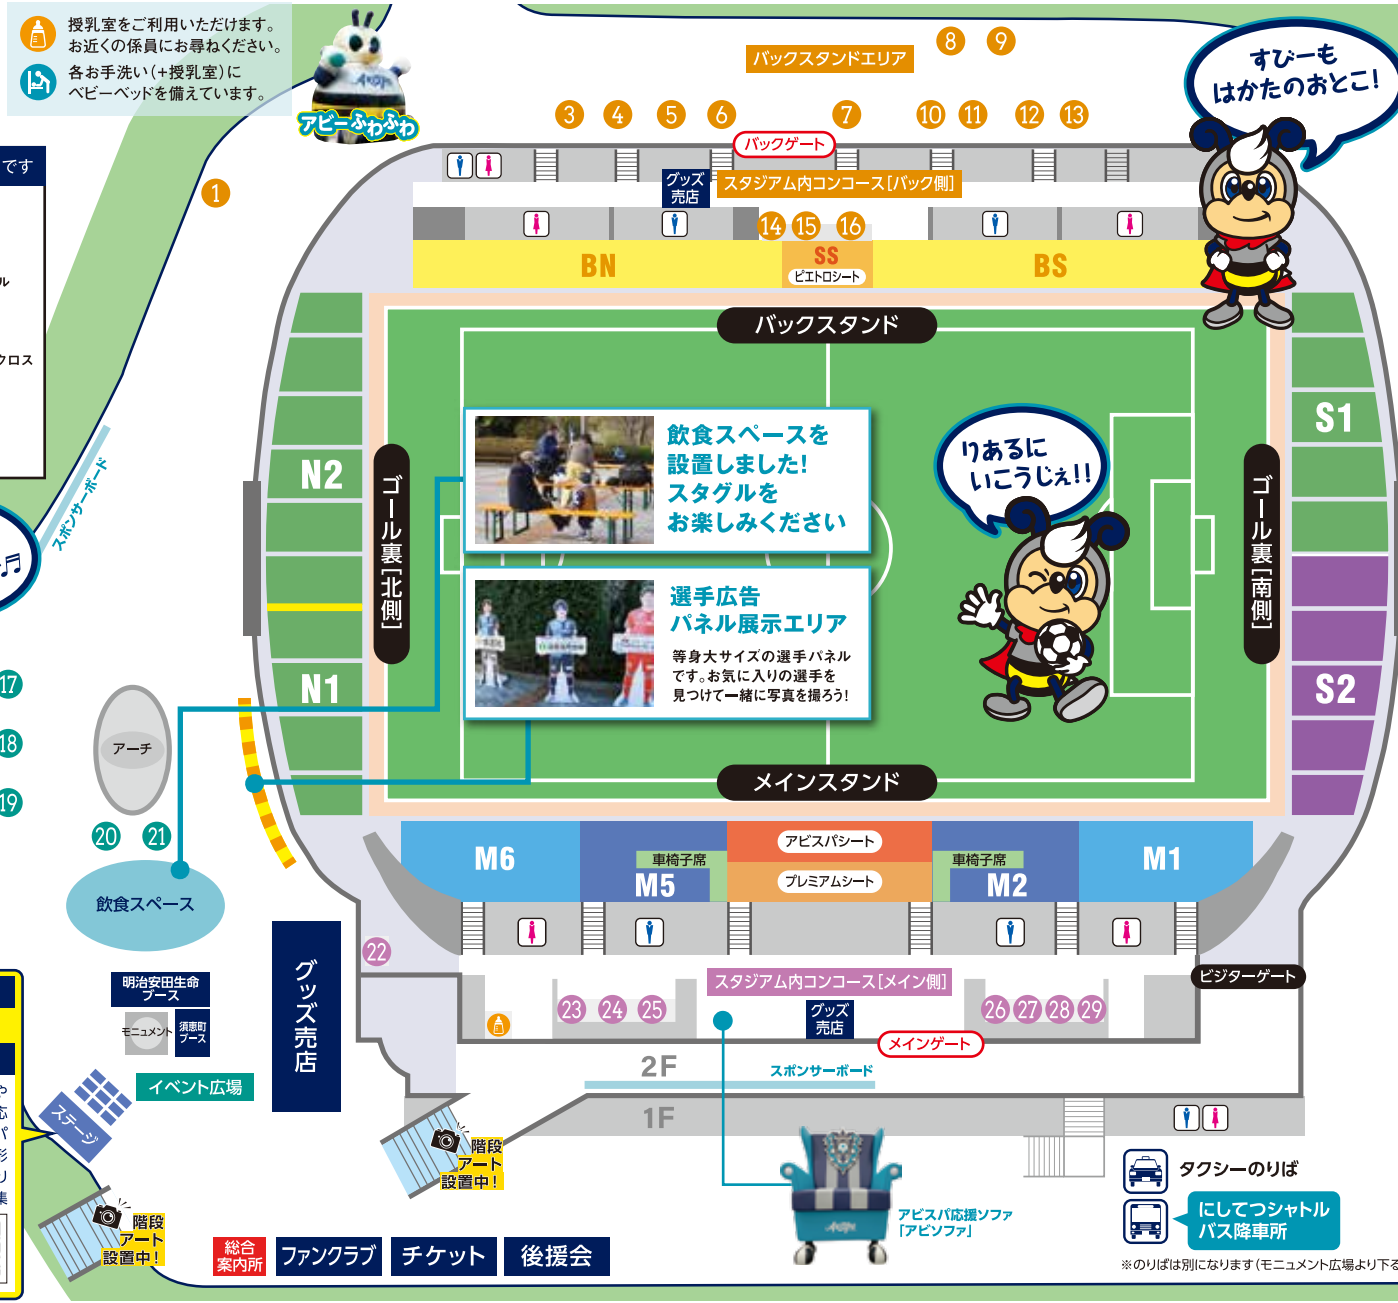 授乳室をご利用いただけます。
お近くの係員にお尋ねください。
各お手洗い(+授乳室)に
ベビーベッドを備えています。
アビーふわふわ
バックスタンドエリア
8
9
すびーも
はかたのおとこ!
3
4
5
6
7
10
11
12
13
バックゲート
です
1
グッズ
売店
スタジアム内コンコース[バック側]
14
15
16
BN
SS
ピエトロシート
BS
ル
クロス
バックスタンド
N2
ゴール裏[北側]
飲食スペースを
設置しました!
スタグルを
お楽しみください
りあるに
いこうじぇ!!
S1
ゴール裏[南側]
スポンサーボード
選手広告
パネル展示エリア
等身大サイズの選手パネル
です。お気に入りの選手を
見つけて一緒に写真を撮ろう!
N1
S2
17
18
19
アーチ
20
21
メインスタンド
飲食スペース
M6
車椅子席
M5
アビスパシート
プレミアムシート
車椅子席
M2
M1
22
グッズ売店
明治安田生命
ブース
モニュメント
須恵町
ブース
イベント広場
ステージ
スタジアム内コンコース[メイン側]
ビジターゲート
23
24
25
グッズ
売店
26
27
28
29
メインゲート
2F
スポンサーボード
1F
や
応
パ
形
り
集
階段
アート
設置中!
階段
アート
設置中!
アビスパ応援ソファ
「アビソファ」
タクシーのりば
にしてつシャトル
バス降車所
※のりばは別になります(モニュメント広場より下る
総合
案内所
ファンクラブ
チケット
後援会